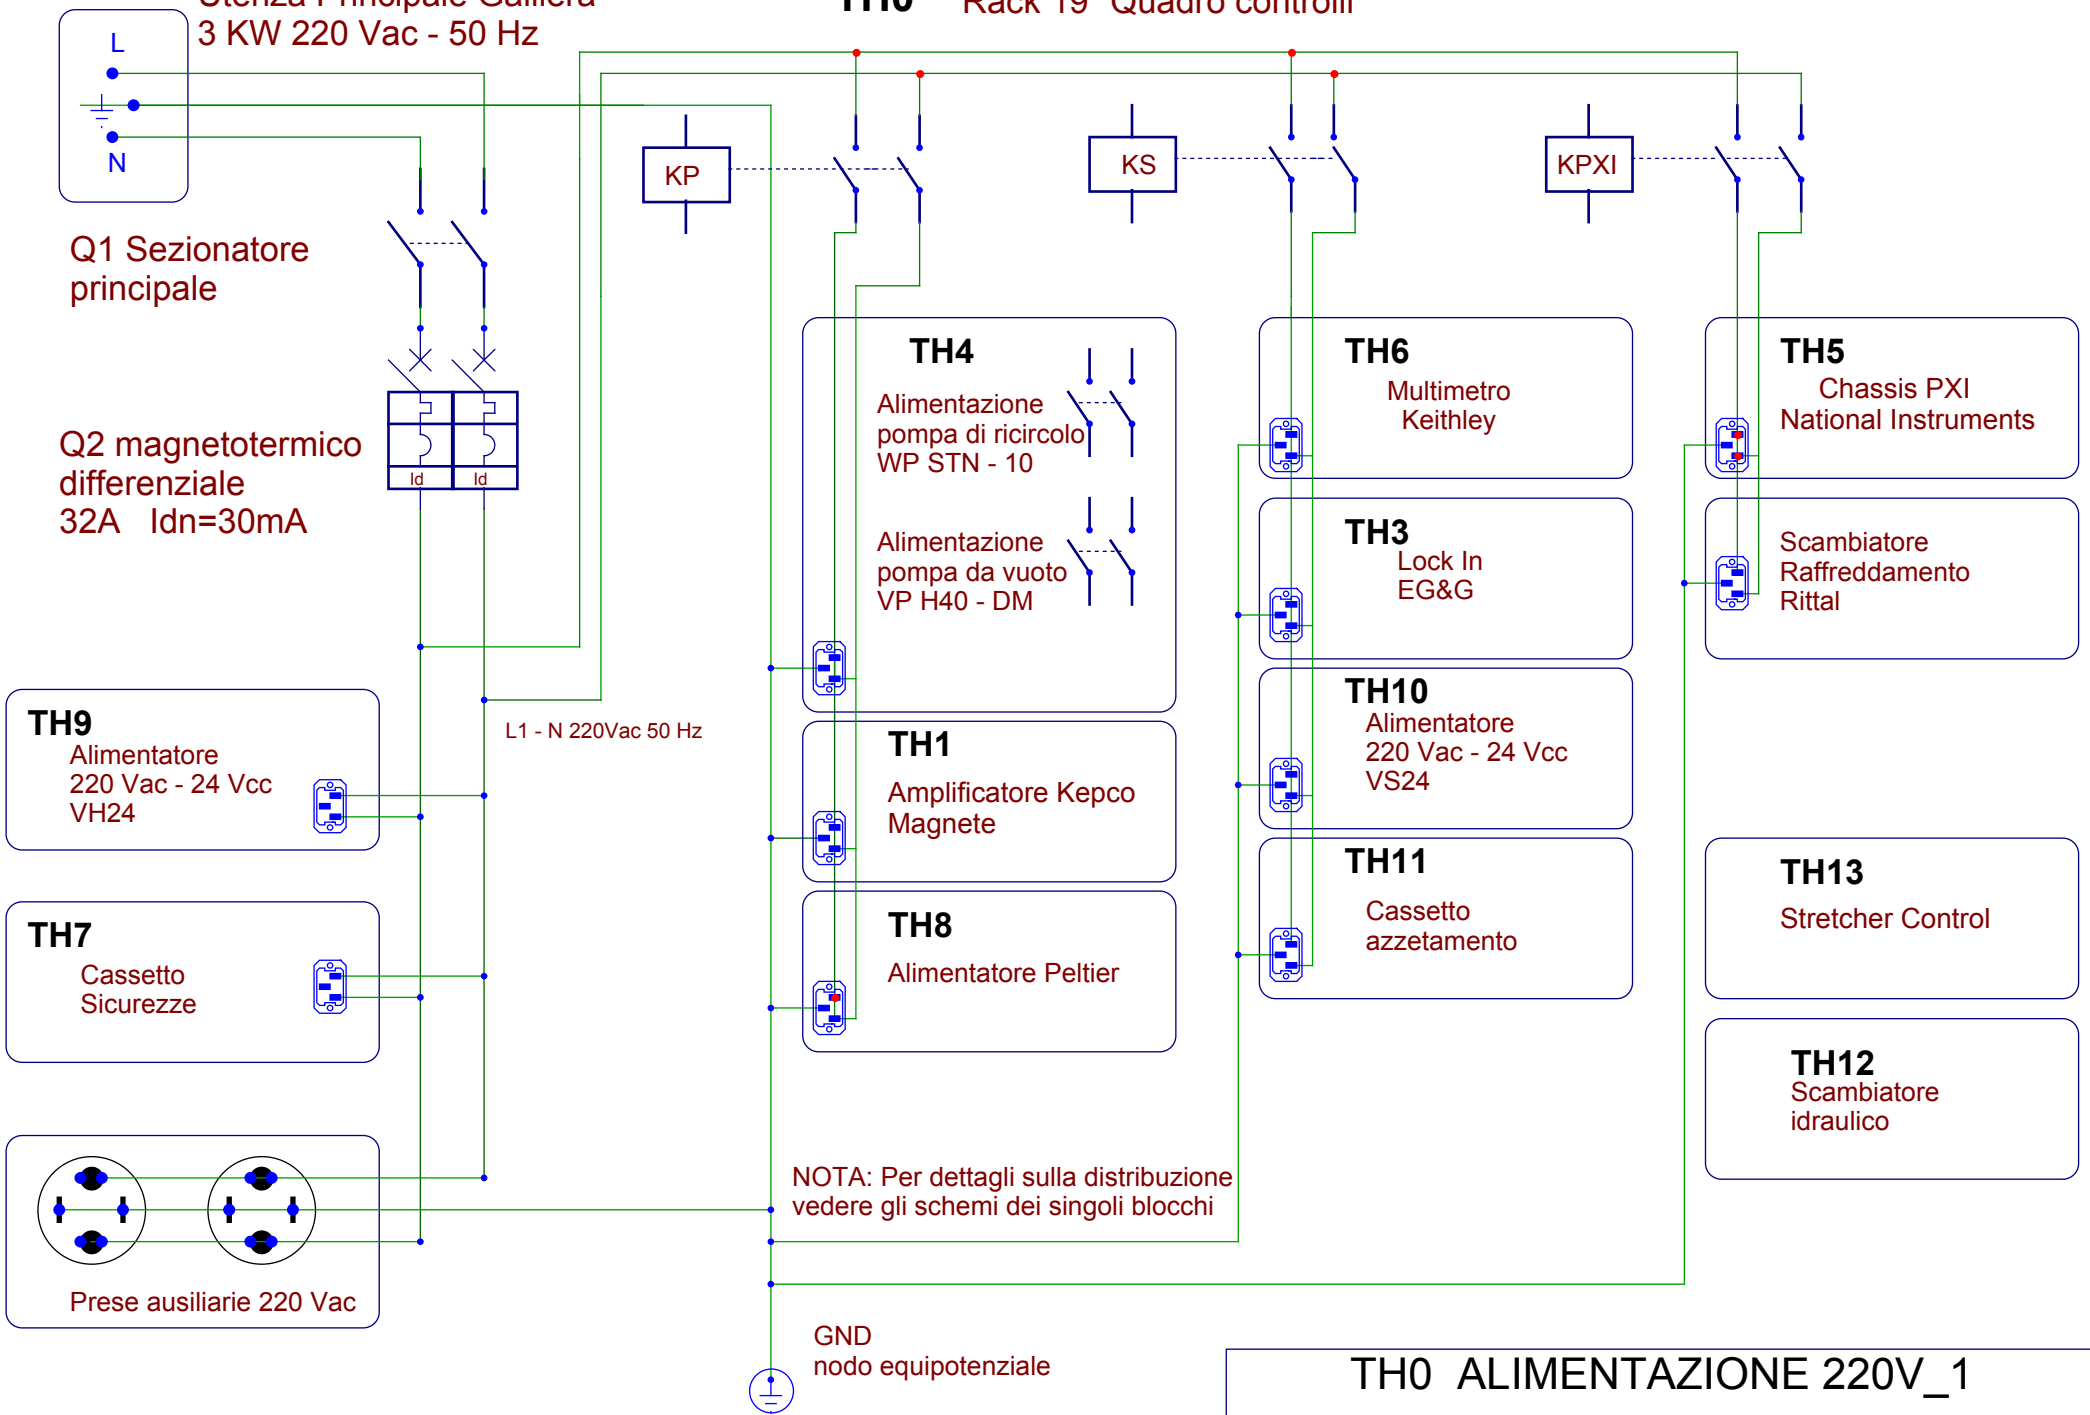 Utenza Principale Galliera
3 KW 220 Vac - 50 Hz
TH0 Rack 19" Quadro controlli
L
N
KP
KS
KPXI
Q1 Sezionatore
principale
Q2 magnetotermico
differenziale
32A Idn=30mA
Id Id
L1 - N 220Vac 50 Hz
TH9
Alimentatore
220 Vac - 24 Vcc
VH24
TH7
Cassetto
Sicurezze
Prese ausiliarie 220 Vac
TH4
Alimentazione
pompa di ricircolo
WP STN - 10
Alimentazione
pompa da vuoto
VP H40 - DM
TH1
Amplificatore Kepco
Magnete
TH8
Alimentatore Peltier
TH6
Multimetro
Keithley
TH3
Lock In
EG&G
TH10
Alimentatore
220 Vac - 24 Vcc
VS24
TH11
Cassetto
azzetamento
TH5
Chassis PXI
National Instruments
Scambiatore
Raffreddamento
Rittal
TH13
Stretcher Control
TH12
Scambiatore
idraulico
NOTA: Per dettagli sulla distribuzione
vedere gli schemi dei singoli blocchi
GND
nodo equipotenziale
TH0 ALIMENTAZIONE 220V_1